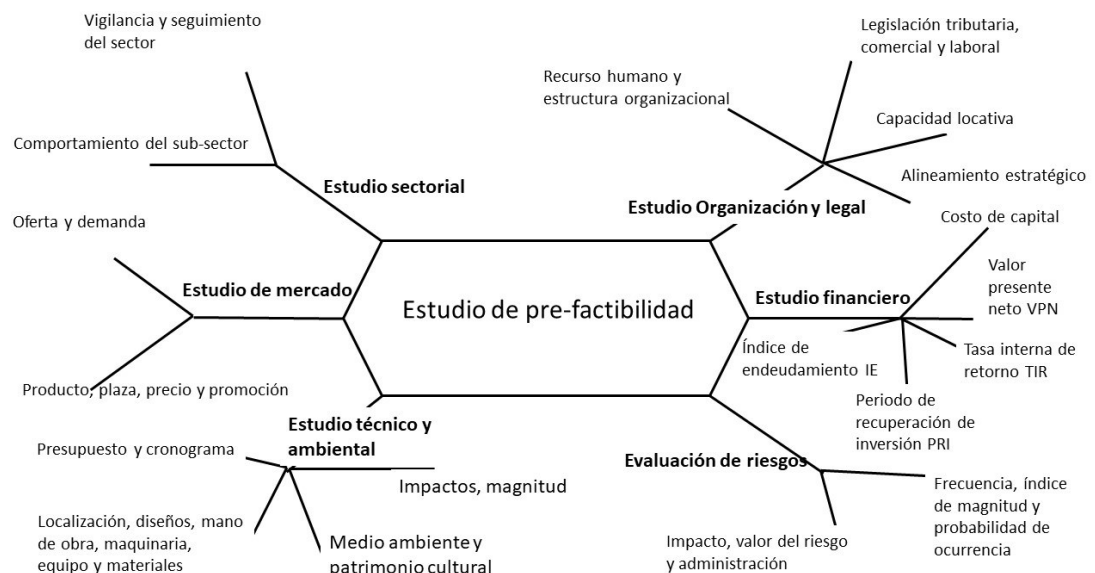 Vigilancia y seguimiento
del sector
Comportamiento del sub-sector
Estudio sectorial
Oferta y demanda
Estudio de mercado
Producto, plaza, precio y promoción
Estudio técnico y
ambiental
Presupuesto y cronograma
Impactos, magnitud
Localización, diseños, mano
de obra, maquinaria,
equipo y materiales
Medio ambiente y
patrimonio cultural
Estudio de pre-factibilidad
Legislación tributaria,
comercial y laboral
Recurso humano y
estructura organizacional
Capacidad locativa
Alineamiento estratégico
Estudio Organización y legal
Costo de capital
Valor
presente
neto VPN
Estudio financiero
Índice de
endeudamiento IE
Tasa interna de
retorno TIR
Periodo de
recuperación de
inversión PRI
Evaluación de riesgos
Frecuencia, índice
de magnitud y
probabilidad de
ocurrencia
Impacto, valor del riesgo
y administración